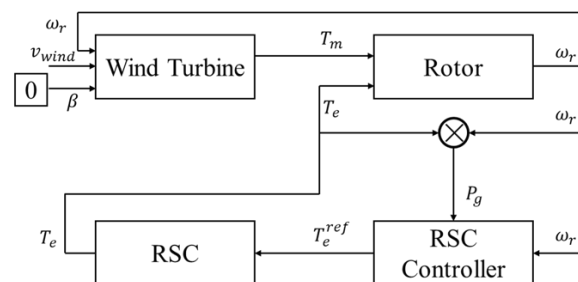 ω_r
v_wind
0
β
Wind Turbine
T_m
Rotor
ω_r
T_e
ω_r
P_g
T_e
RSC
T_e^ref
RSC
Controller
ω_r